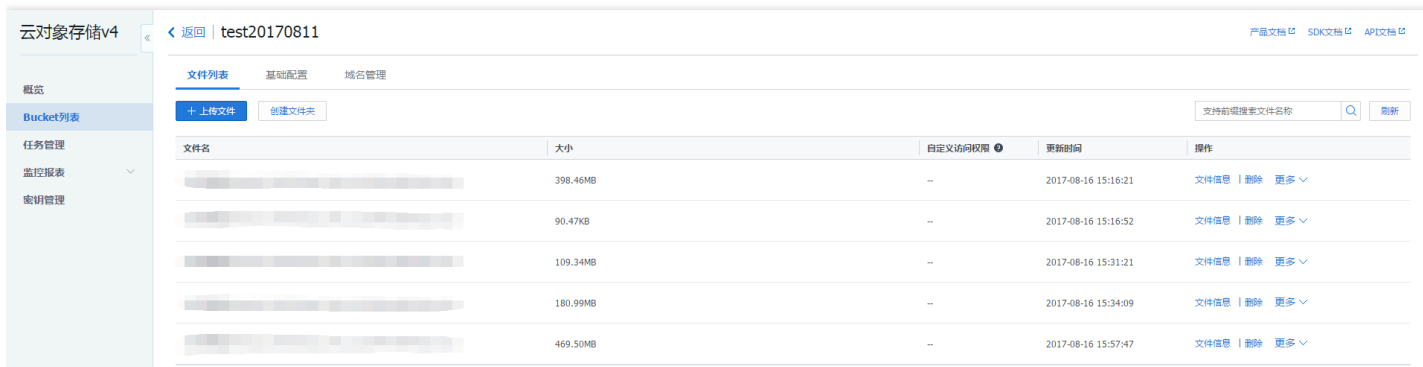 云对象存储v4
«
返回 | test20170811
产品文档 SDK文档 API文档
概览
Bucket列表
任务管理
监控报表
密钥管理
文件列表 基础配置 域名管理
+ 上传文件 创建文件夹 支持前缀搜索文件名称 刷新
文件名 大小 自定义访问权限 更新时间 操作
398.46MB -- 2017-08-16 15:16:21 文件信息 | 删除 更多
90.47KB -- 2017-08-16 15:16:52 文件信息 | 删除 更多
109.34MB -- 2017-08-16 15:31:21 文件信息 | 删除 更多
180.99MB -- 2017-08-16 15:34:09 文件信息 | 删除 更多
469.50MB -- 2017-08-16 15:57:47 文件信息 | 删除 更多